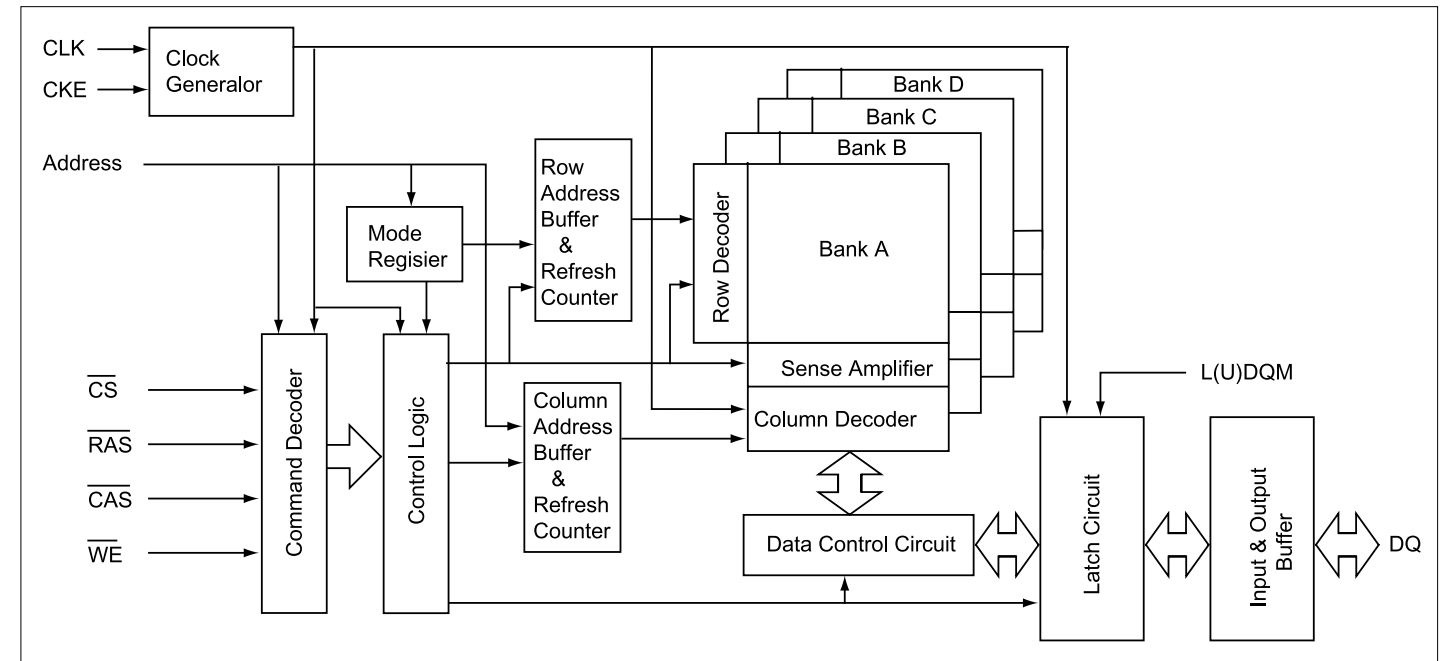 CLK
CKE
Clock
Generalor
Address
Mode
Regisier
Row
Address
Buffer
&
Refresh
Counter
Bank D
Bank C
Bank B
Bank A
Row Decoder
Sense Amplifier
Column Decoder
CS
RAS
CAS
WE
Command Decoder
Control Logic
Column
Address
Buffer
&
Refresh
Counter
Data Control Circuit
L(U)DQM
Latch Circuit
Input & Output
Buffer
DQ